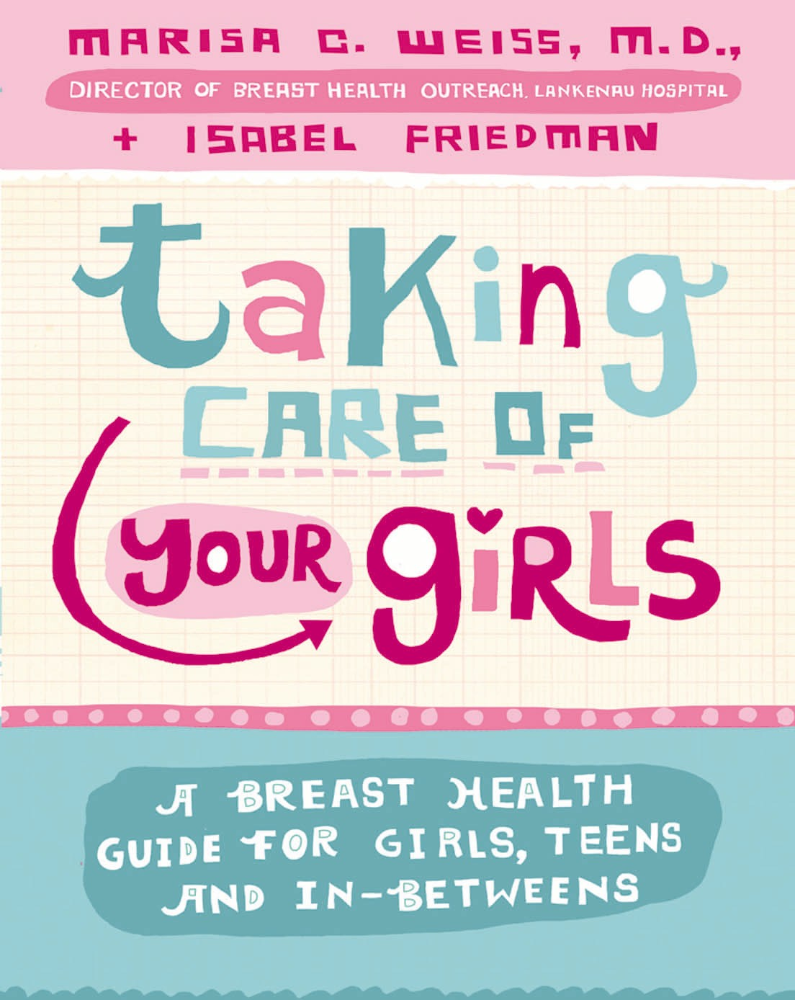 MARISA C. WEISS, M.D.,
DIRECTOR OF BREAST HEALTH OUTREACH, LANKENAU HOSPITAL
+ ISABEL FRIEDMAN
taking
CARE OF
YOUR giRLS
A BREAST HEALTH
GUIDE FOR GIRLS, TEENS
AND IN-BETWEENS